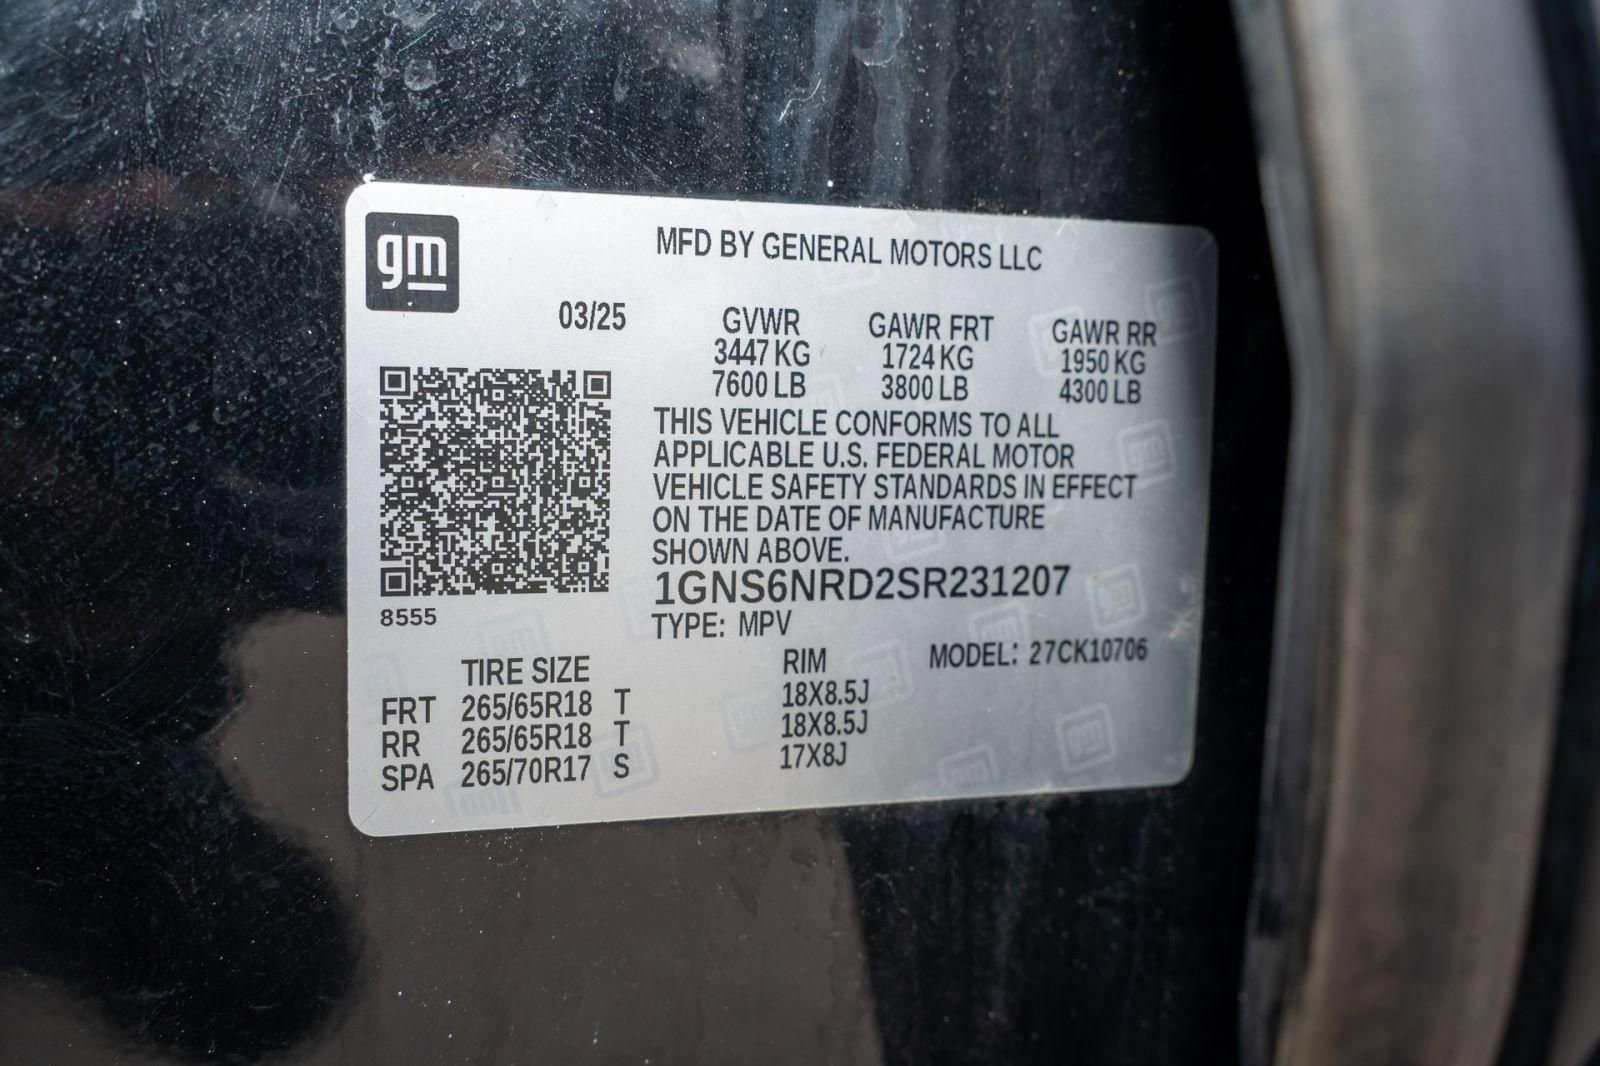 gm
MFD BY GENERAL MOTORS LLC
03/25 GVWR GAWR FRT GAWR RR
3447 KG 1724 KG 1950 KG
7600 LB 3800 LB 4300 LB
THIS VEHICLE CONFORMS TO ALL
APPLICABLE U.S. FEDERAL MOTOR
VEHICLE SAFETY STANDARDS IN EFFECT
ON THE DATE OF MANUFACTURE
SHOWN ABOVE.
1GNS6NRD2SR231207
8555
TYPE: MPV
TIRE SIZE RIM MODEL: 27CK10706
FRT 265/65R18 T 18X8.5J
RR 265/65R18 T 18X8.5J
SPA 265/70R17 S 17X8J